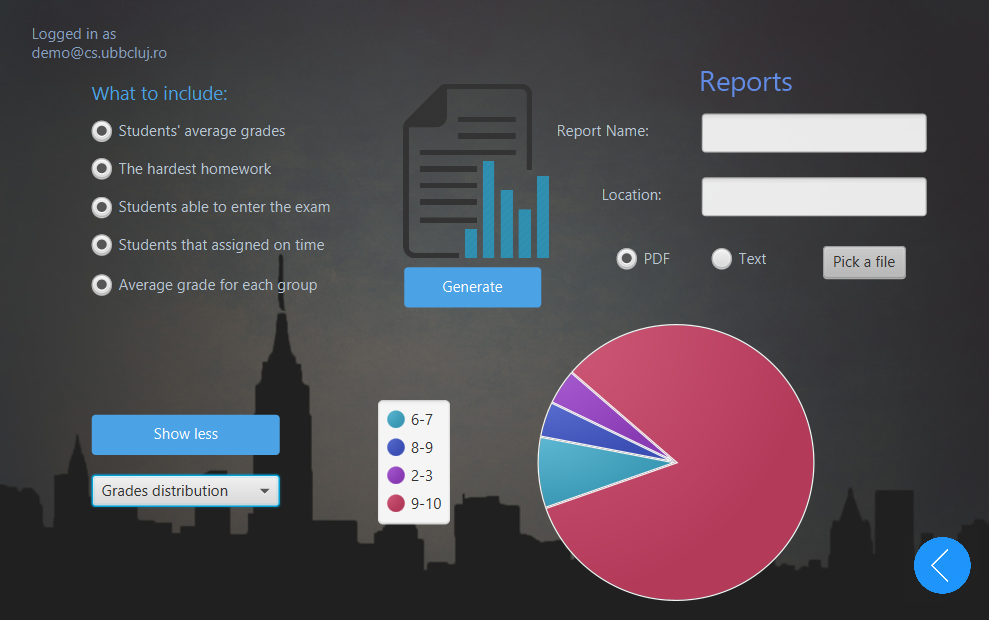 Logged in as
demo@cs.ubbcluj.ro
Reports
What to include:
Students' average grades
The hardest homework
Students able to enter the exam
Students that assigned on time
Average grade for each group
Generate
Report Name:
Location:
PDF
Text
Pick a file
Show less
Grades distribution
6-7
8-9
2-3
9-10